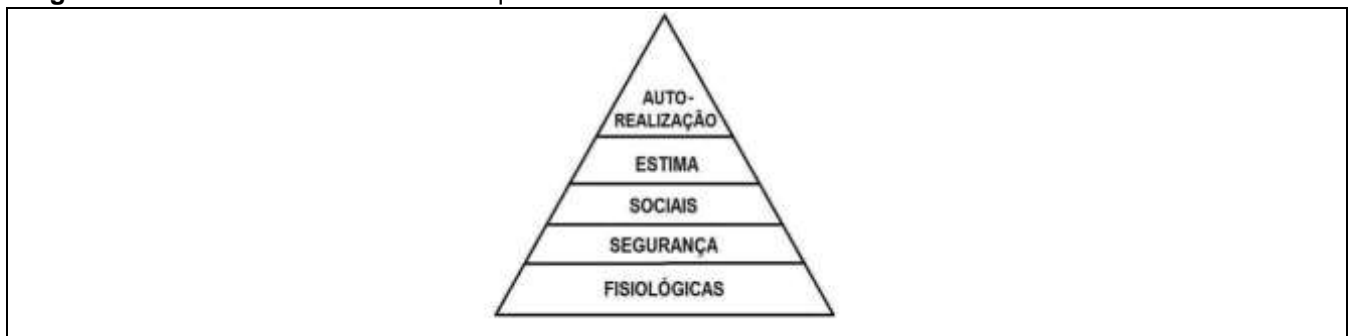 AUTO-
REALIZAÇÃO
ESTIMA
SOCIAIS
SEGURANÇA
FISIOLÓGICAS